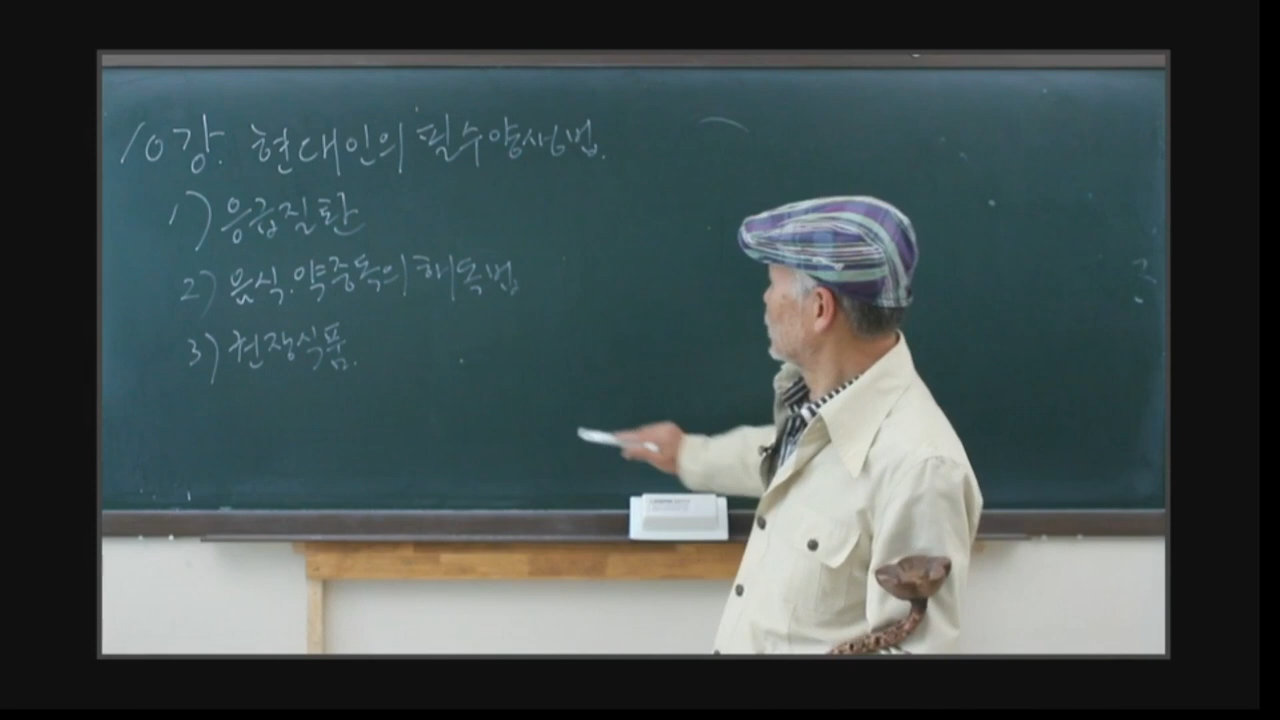 10강. 현대인의 필수양생법.
1) 응급질환
2) 음식.약중독의 해독법
3) 권장식품.